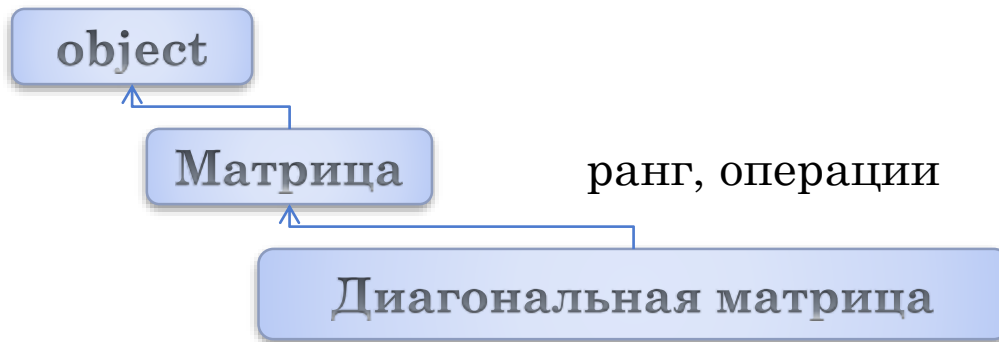 object
Матрица
ранг, операции
Диагональная матрица